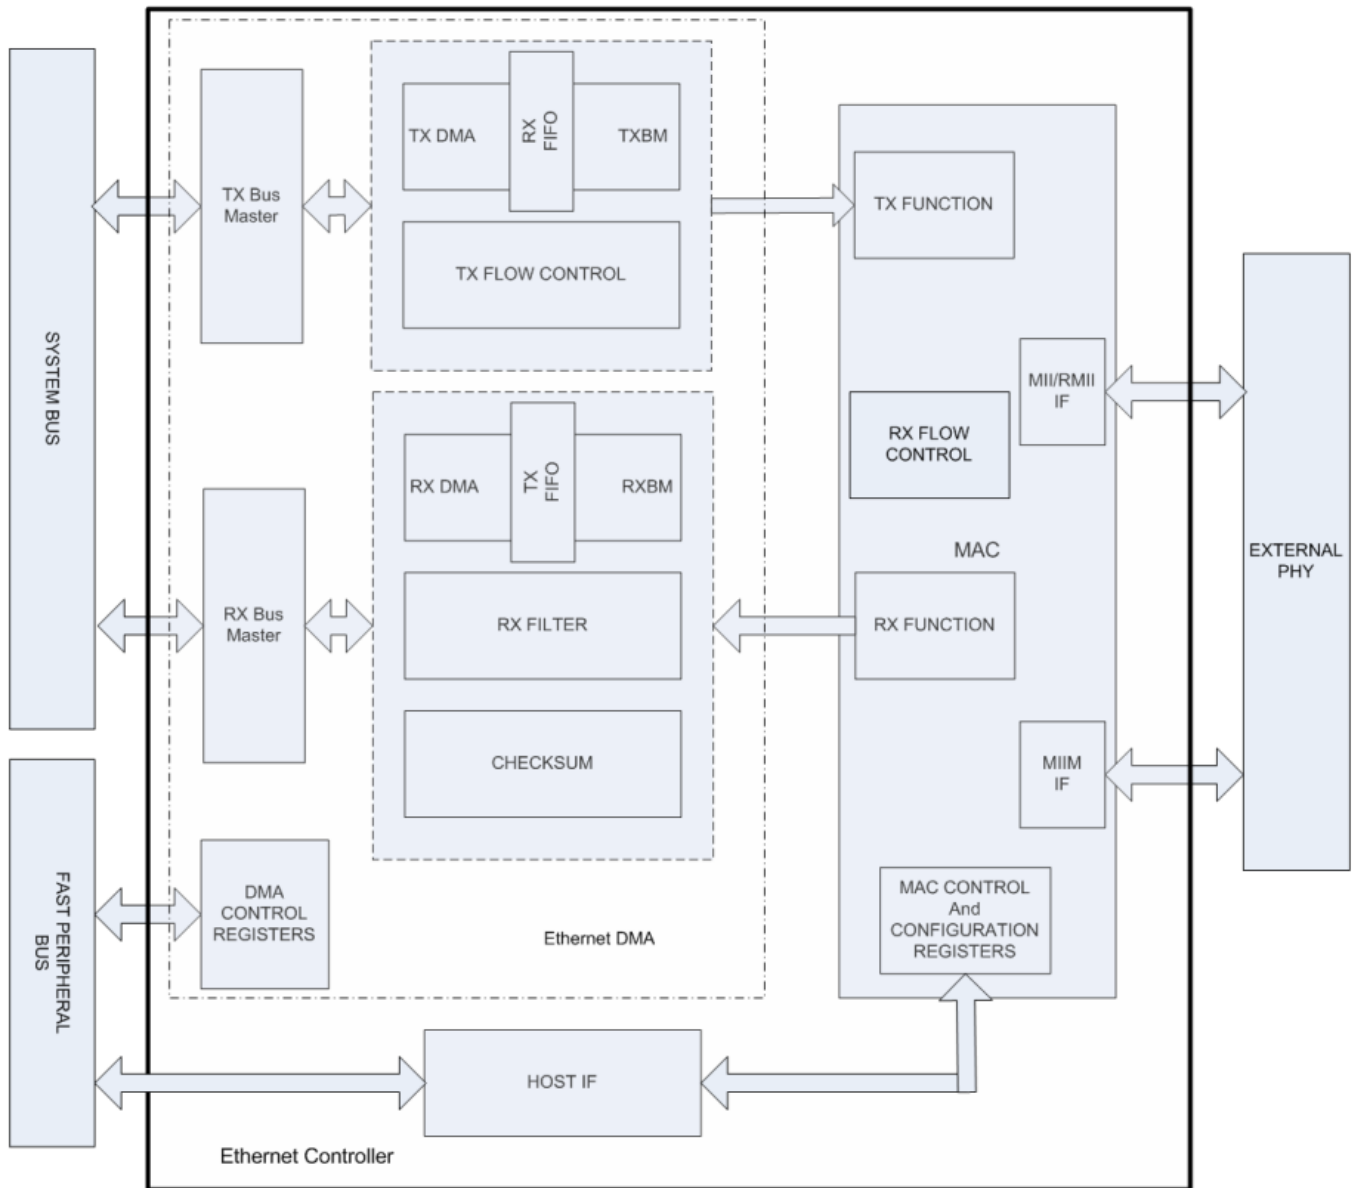 SYSTEM BUS
FAST PERIPHERAL
BUS
TX Bus
Master
TX DMA
RX
FIFO
TXBM
TX FLOW CONTROL
RX Bus
Master
RX DMA
TX
FIFO
RXBM
RX FILTER
CHECKSUM
DMA
CONTROL
REGISTERS
Ethernet DMA
TX FUNCTION
MII/RMII
IF
RX FLOW
CONTROL
MAC
RX FUNCTION
MIIM
IF
MAC CONTROL
And
CONFIGURATION
REGISTERS
EXTERNAL
PHY
HOST IF
Ethernet Controller